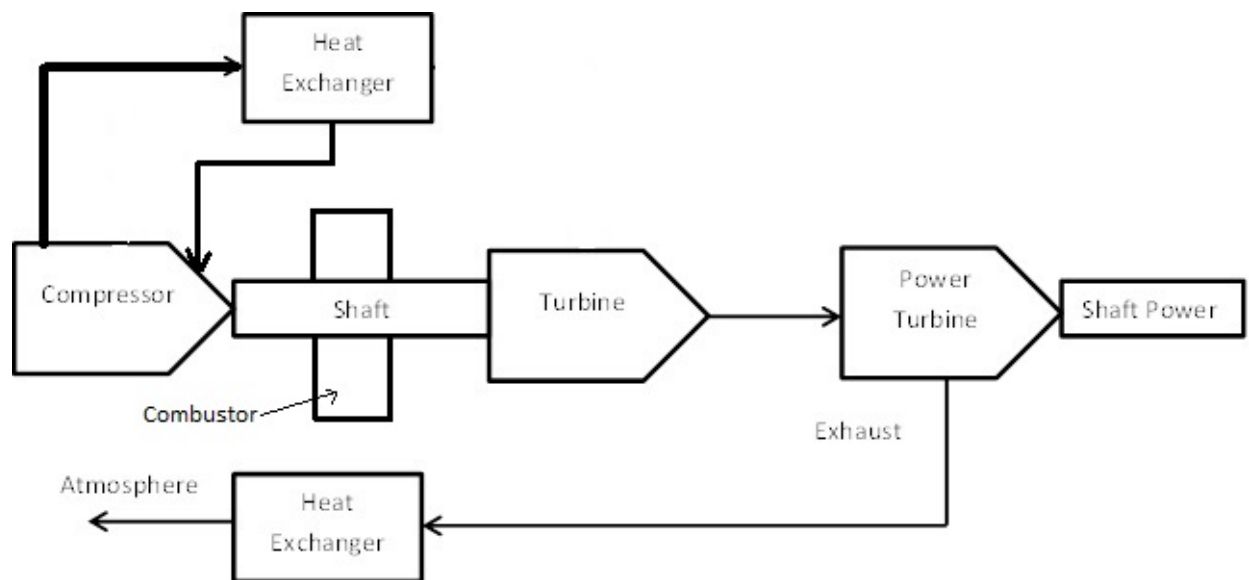 Heat
Exchanger
Compressor
Shaft
Turbine
Power
Turbine
Shaft Power
Combustor
Exhaust
Atmosphere
Heat
Exchanger